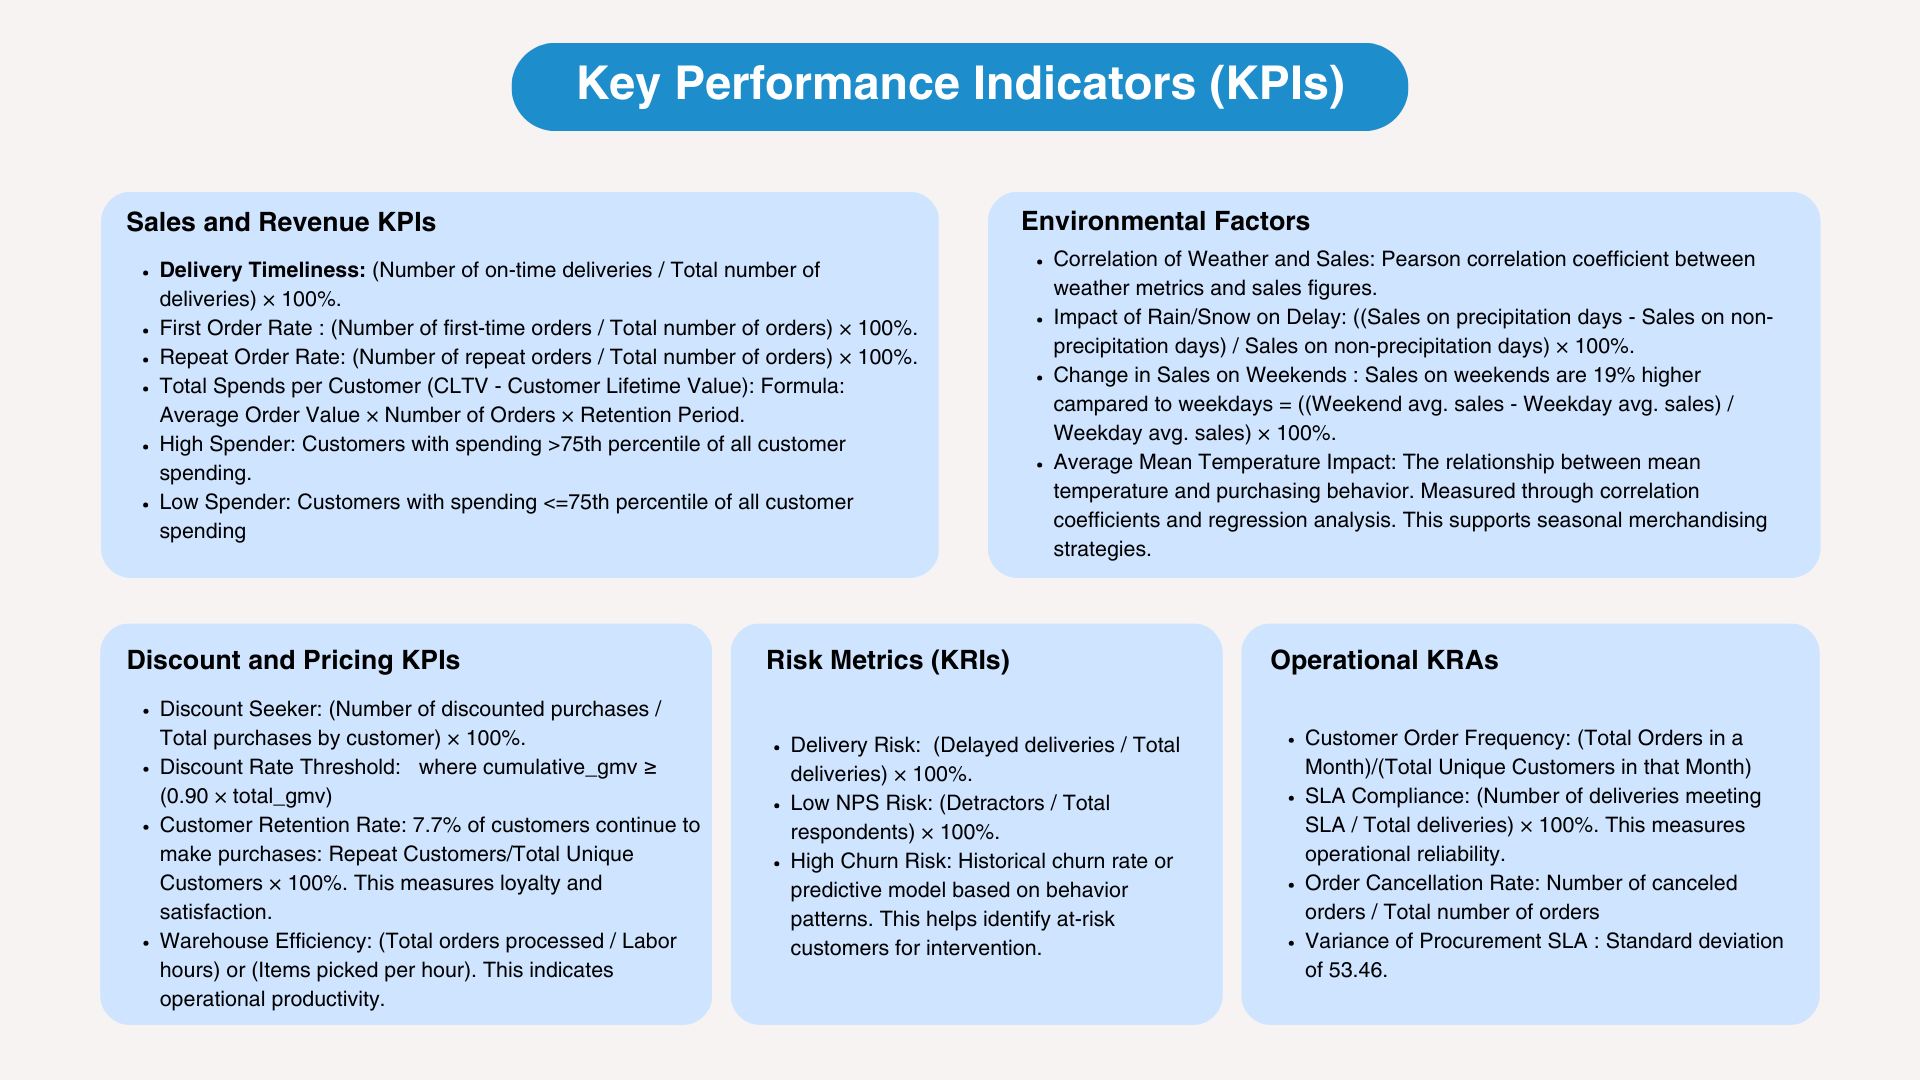 Key Performance Indicators (KPIs)
Sales and Revenue KPIs
• Delivery Timeliness: (Number of on-time deliveries / Total number of
deliveries) × 100%.
• First Order Rate : (Number of first-time orders / Total number of orders) × 100%.
• Repeat Order Rate: (Number of repeat orders / Total number of orders) × 100%.
• Total Spends per Customer (CLTV - Customer Lifetime Value): Formula:
Average Order Value × Number of Orders × Retention Period.
• High Spender: Customers with spending >75th percentile of all customer
spending.
• Low Spender: Customers with spending <=75th percentile of all customer
spending
Environmental Factors
• Correlation of Weather and Sales: Pearson correlation coefficient between
weather metrics and sales figures.
• Impact of Rain/Snow on Delay: ((Sales on precipitation days - Sales on non-
precipitation days) / Sales on non-precipitation days) × 100%.
• Change in Sales on Weekends : Sales on weekends are 19% higher
campared to weekdays = ((Weekend avg. sales - Weekday avg. sales) /
Weekday avg. sales) × 100%.
• Average Mean Temperature Impact: The relationship between mean
temperature and purchasing behavior. Measured through correlation
coefficients and regression analysis. This supports seasonal merchandising
strategies.
Discount and Pricing KPIs
• Discount Seeker: (Number of discounted purchases /
Total purchases by customer) × 100%.
• Discount Rate Threshold: where cumulative_gmv ≥
(0.90 × total_gmv)
• Customer Retention Rate: 7.7% of customers continue to
make purchases: Repeat Customers/Total Unique
Customers × 100%. This measures loyalty and
satisfaction.
• Warehouse Efficiency: (Total orders processed / Labor
hours) or (Items picked per hour). This indicates
operational productivity.
Risk Metrics (KRIs)
• Delivery Risk: (Delayed deliveries / Total
deliveries) × 100%.
• Low NPS Risk: (Detractors / Total
respondents) × 100%.
• High Churn Risk: Historical churn rate or
predictive model based on behavior
patterns. This helps identify at-risk
customers for intervention.
Operational KRAs
• Customer Order Frequency: (Total Orders in a
Month)/(Total Unique Customers in that Month)
• SLA Compliance: (Number of deliveries meeting
SLA / Total deliveries) × 100%. This measures
operational reliability.
• Order Cancellation Rate: Number of canceled
orders / Total number of orders
• Variance of Procurement SLA : Standard deviation
of 53.46.